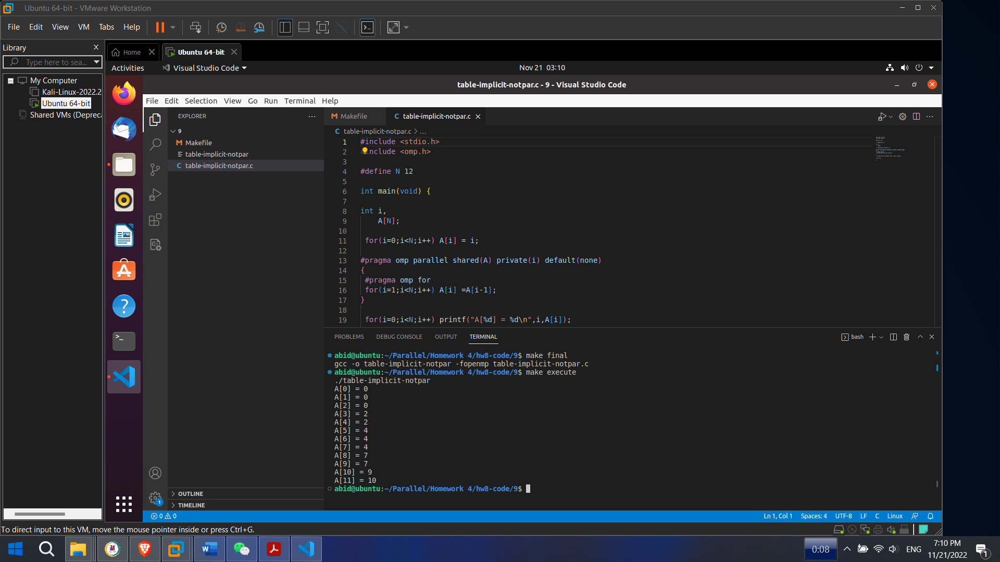 Ubuntu 64-bit - VMware Workstation
File Edit View VM Tabs Help
Library
Type here to sea...
Home
Ubuntu 64-bit
My Computer
Kali-Linux-2022.2
Ubuntu 64-bit
Shared VMs (Depreca
Activities
Visual Studio Code
Nov 21 03:10
table-implicit-notpar.c - 9 - Visual Studio Code
File Edit Selection View Go Run Terminal Help
EXPLORER
9
Makefile
table-implicit-notpar
C table-implicit-notpar.c
OUTLINE
TIMELINE
M Makefile
C table-implicit-notpar.c
C table-implicit-notpar.c > ...
1 #include <stdio.h>
2 #include <omp.h>
3
4 #define N 12
5
6 int main(void) {
7
8 int i,
9 A[N];
10
11 for(i=0;i<N;i++) A[i] = i;
12
13 #pragma omp parallel shared(A) private(i) default(none)
14 {
15 #pragma omp for
16 for(i=1;i<N;i++) A[i] =A[i-1];
17 }
18
19 for(i=0;i<N;i++) printf("A[%d] = %d\n",i,A[i]);
PROBLEMS DEBUG CONSOLE OUTPUT TERMINAL
bash
abid@ubuntu:~/Parallel/Homework 4/hw8-code/9$ make final
gcc -o table-implicit-notpar -fopenmp table-implicit-notpar.c
abid@ubuntu:~/Parallel/Homework 4/hw8-code/9$ make execute
./table-implicit-notpar
A[0] = 0
A[1] = 0
A[2] = 0
A[3] = 2
A[4] = 2
A[5] = 4
A[6] = 4
A[7] = 4
A[8] = 7
A[9] = 7
A[10] = 9
A[11] = 10
abid@ubuntu:~/Parallel/Homework 4/hw8-code/9$
1
0 0
Ln 1, Col 1 Spaces: 4 UTF-8 LF C Linux
To direct input to this VM, move the mouse pointer inside or press Ctrl+G.
0:08
ENG
7:10 PM
11/21/2022
1